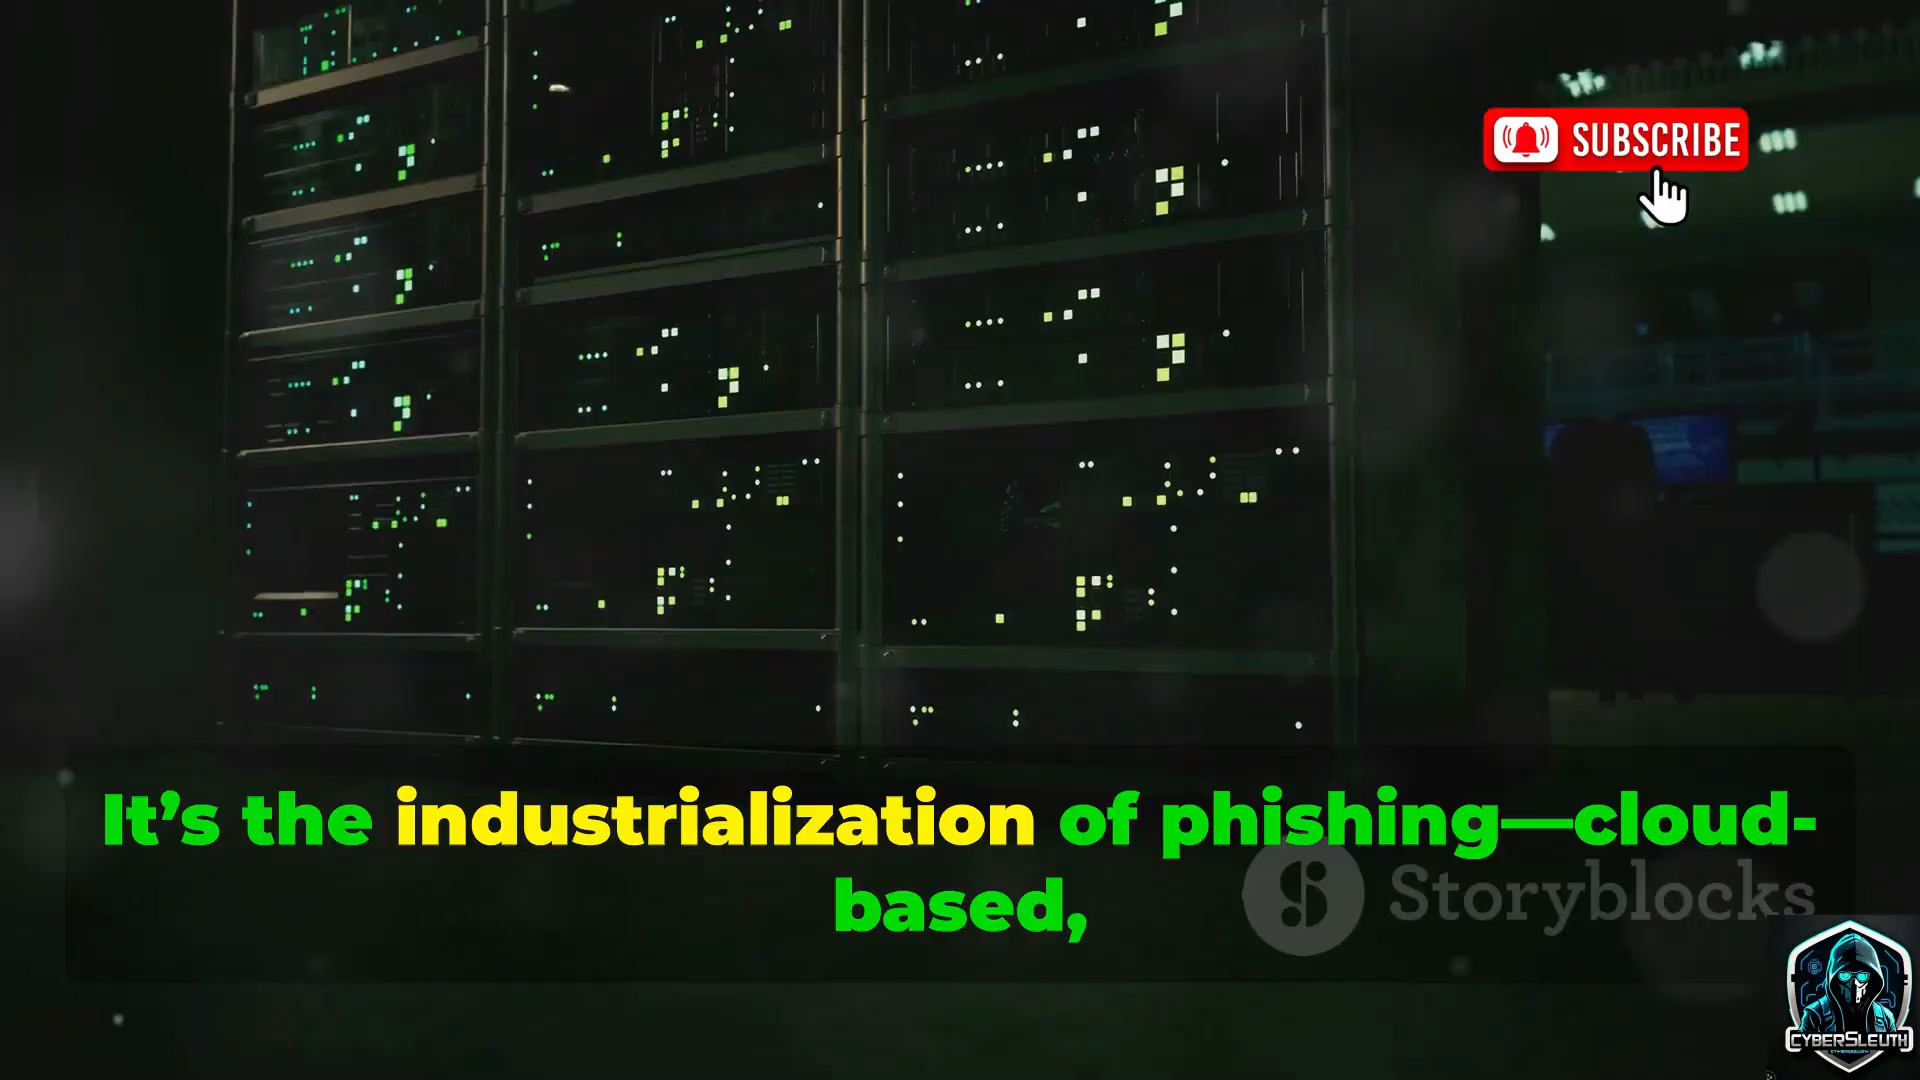 SUBSCRIBE
It’s the industrialization of phishing—cloud-
based,
Storyblocks
CYBERSLEUTH